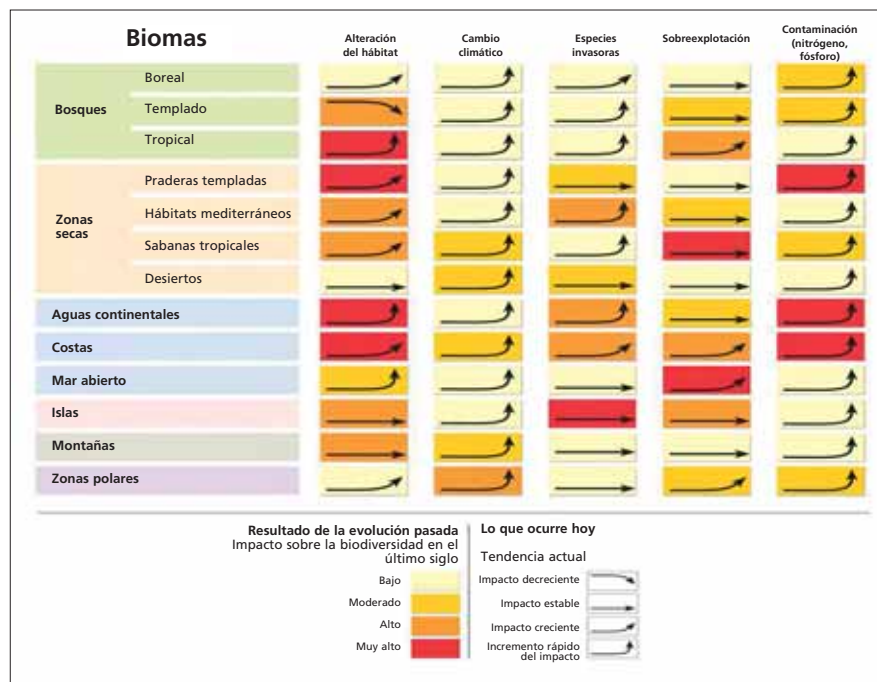 Biomas
Alteración
del hábitat
Cambio
climático
Especies
invasoras
Sobreexplotación
Contaminación
(nitrógeno,
fósforo)
Bosques
Boreal
Templado
Tropical
Zonas
secas
Praderas templadas
Hábitats mediterráneos
Sabanas tropicales
Desiertos
Aguas continentales
Costas
Mar abierto
Islas
Montañas
Zonas polares
Resultado de la evolución pasada
Impacto sobre la biodiversidad en el
último siglo
Bajo
Moderado
Alto
Muy alto
Lo que ocurre hoy
Tendencia actual
Impacto decreciente
Impacto estable
Impacto creciente
Incremento rápido
del impacto